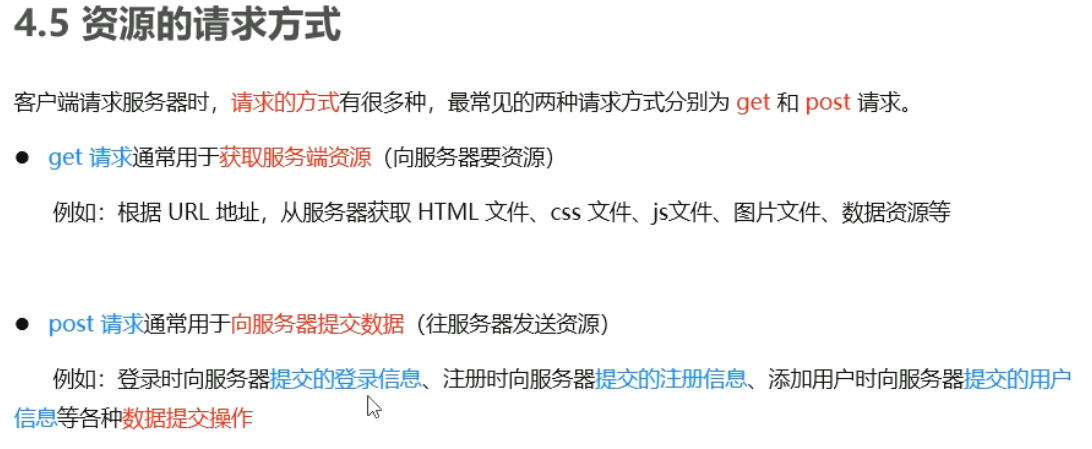 4.5 资源的请求方式
客户端请求服务器时，请求的方式有很多种，最常见的两种请求方式分别为 get 和 post 请求。
● get 请求通常用于获取服务端资源（向服务器要资源）
例如：根据 URL 地址，从服务器获取 HTML 文件、css 文件、js文件、图片文件、数据资源等
● post 请求通常用于向服务器提交数据（往服务器发送资源）
例如：登录时向服务器提交的登录信息、注册时向服务器提交的注册信息、添加用户时向服务器提交的用户
信息等各种数据提交操作